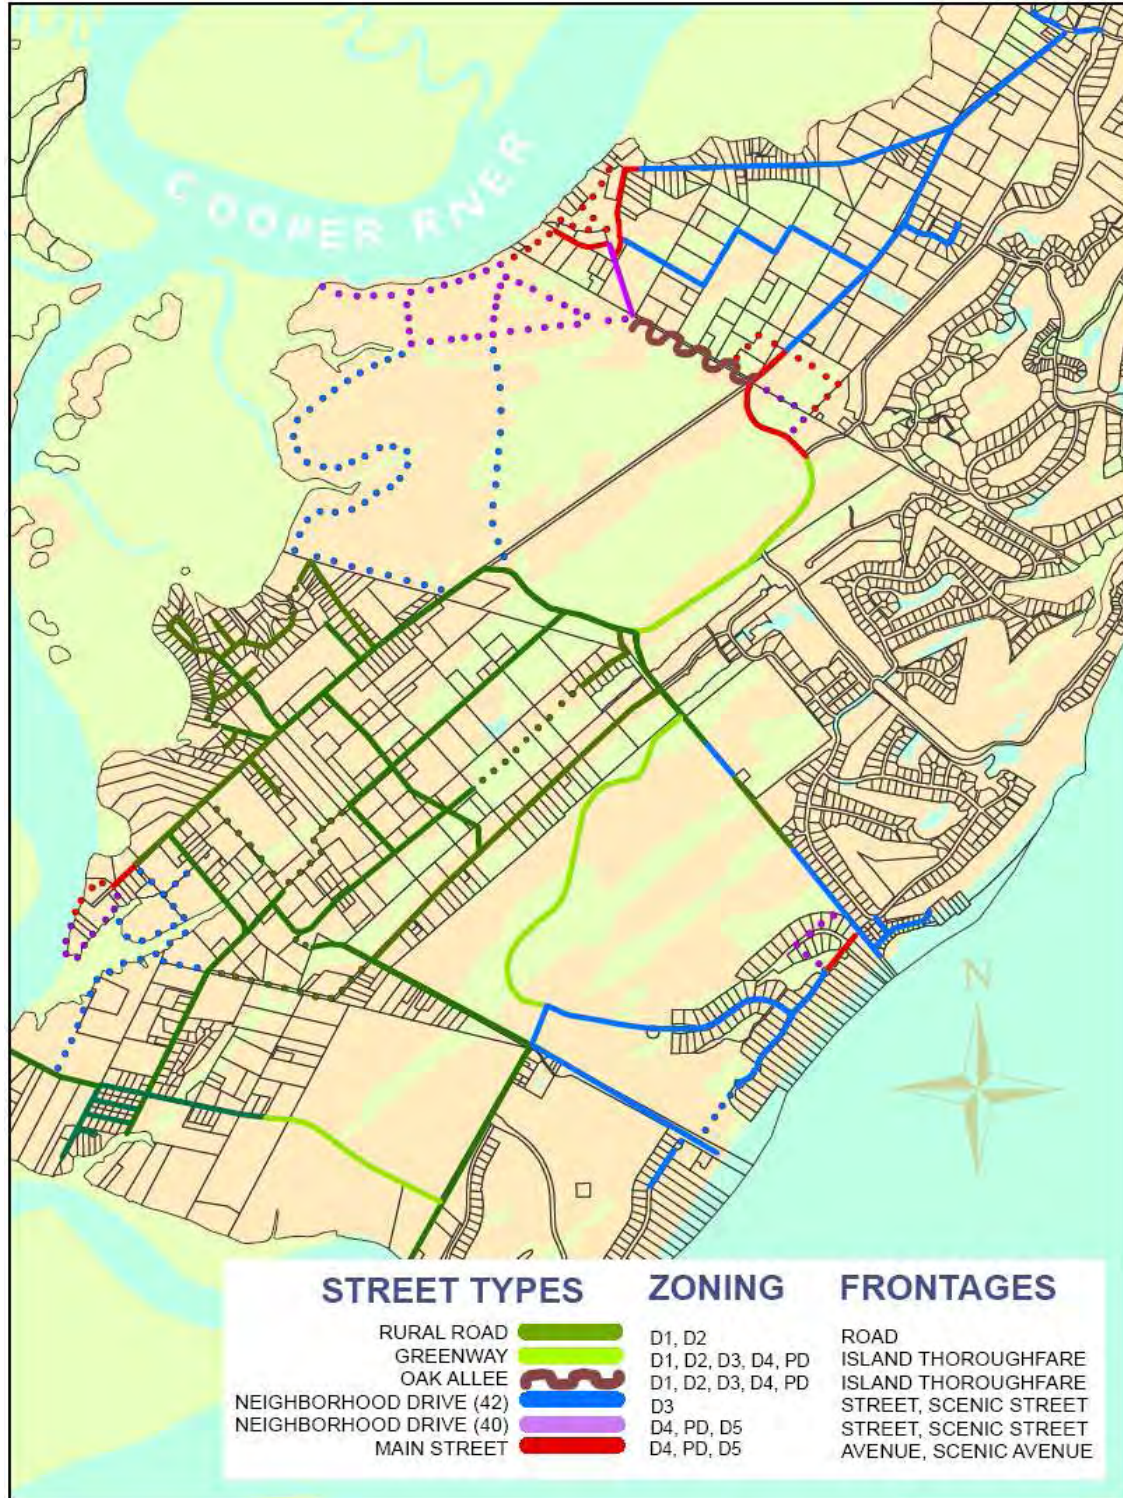 COOPER RIVER
N
STREET TYPES ZONING FRONTAGES
RURAL ROAD D1, D2 ROAD
GREENWAY D1, D2, D3, D4, PD ISLAND THOROUGHFARE
OAK ALLEE D1, D2, D3, D4, PD ISLAND THOROUGHFARE
NEIGHBORHOOD DRIVE (42) D3 STREET, SCENIC STREET
NEIGHBORHOOD DRIVE (40) D4, PD, D5 STREET, SCENIC STREET
MAIN STREET D4, PD, D5 AVENUE, SCENIC AVENUE